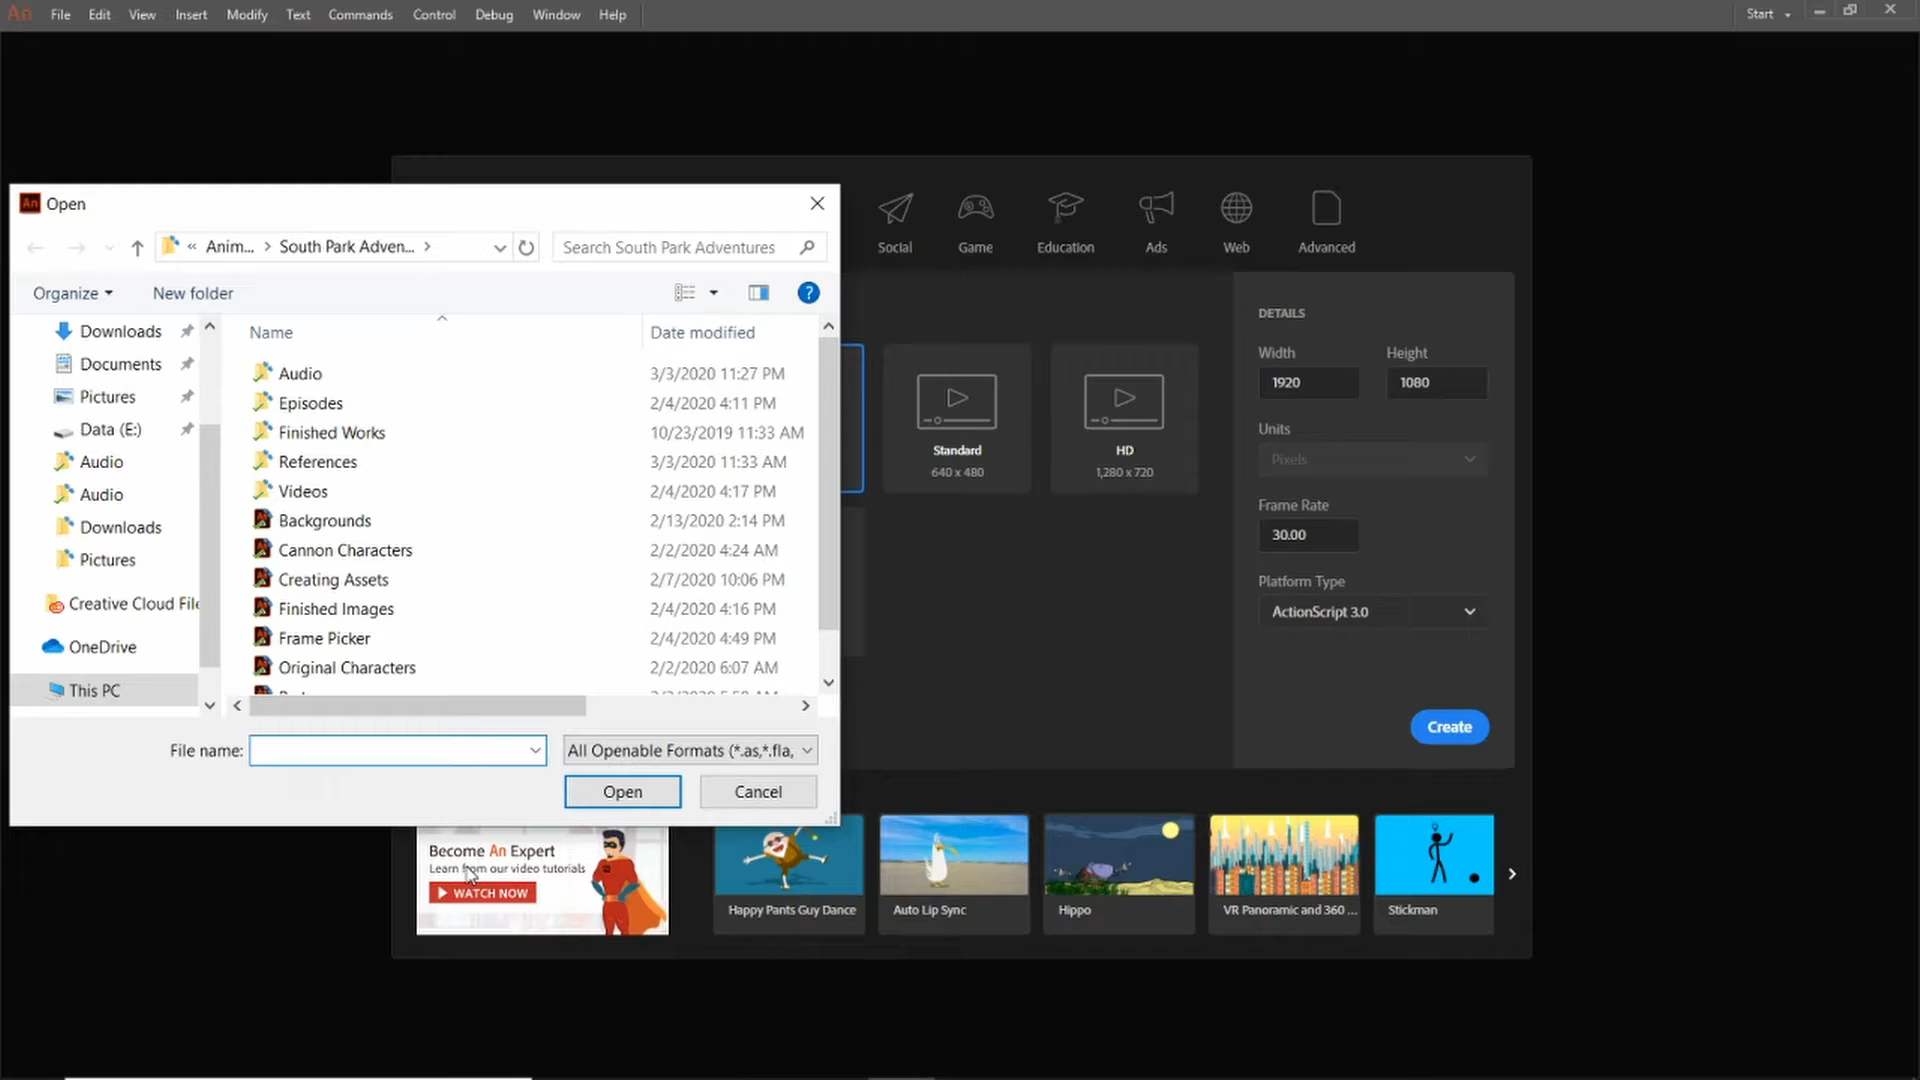 An File Edit View Insert Modify Text Commands Control Debug Window Help Start
An Open
« Anim... > South Park Adven... > Search South Park Adventures
Organize New folder ?
Downloads
Documents
Pictures
Data (E:)
Audio
Audio
Downloads
Pictures
Creative Cloud File
OneDrive
This PC
Name Date modified
Audio 3/3/2020 11:27 PM
Episodes 2/4/2020 4:11 PM
Finished Works 10/23/2019 11:33 AM
References 3/3/2020 11:33 AM
Videos 2/4/2020 4:17 PM
Backgrounds 2/13/2020 2:14 PM
Cannon Characters 2/2/2020 4:24 AM
Creating Assets 2/7/2020 10:06 PM
Finished Images 2/4/2020 4:16 PM
Frame Picker 2/4/2020 4:49 PM
Original Characters 2/2/2020 6:07 AM
File name: All Openable Formats (*.as,*.fla,
Open Cancel
Social Game Education Ads Web Advanced
Standard
640 x 480
HD
1,280 x 720
DETAILS
Width Height
1920 1080
Units
Pixels
Frame Rate
30.00
Platform Type
ActionScript 3.0
Create
Become An Expert
Learn from our video tutorials
WATCH NOW
Happy Pants Guy Dance
Auto Lip Sync
Hippo
VR Panoramic and 360 ...
Stickman